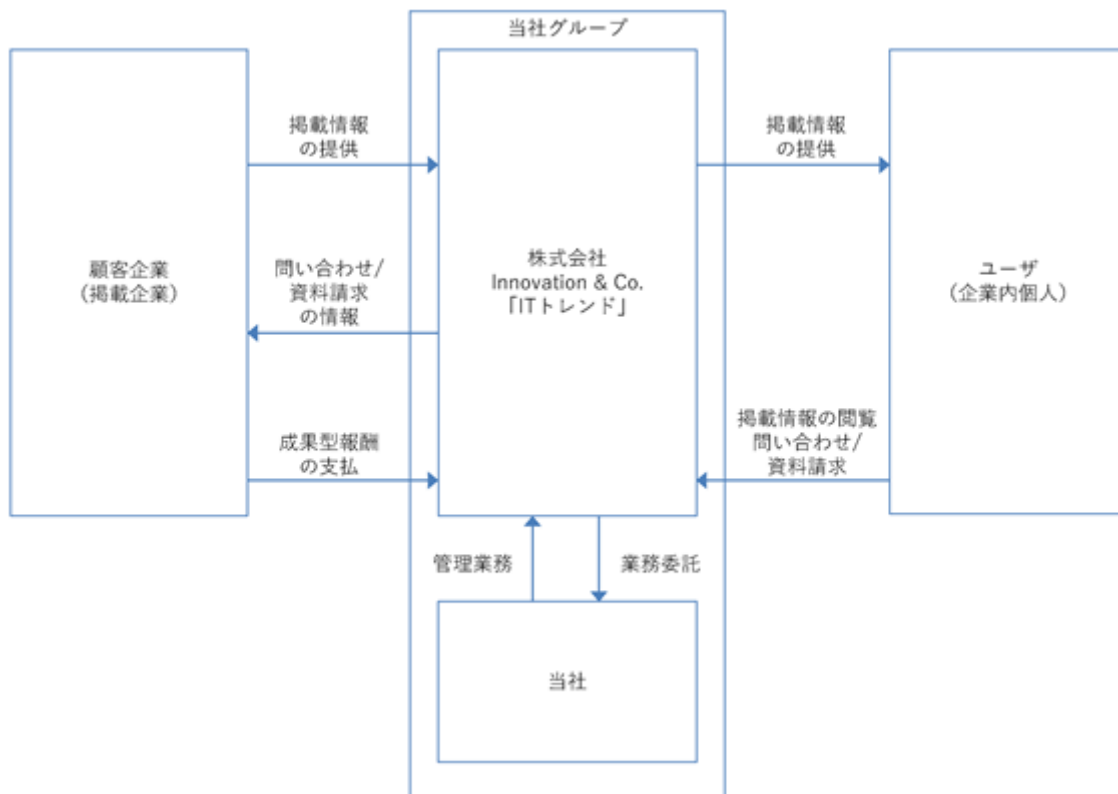 当社グループ
掲載情報
の提供
掲載情報
の提供
顧客企業
(掲載企業)
問い合わせ/
資料請求
の情報
株式会社
Innovation & Co.
「ITトレンド」
ユーザ
(企業内個人)
成果型報酬
の支払
掲載情報の閲覧
問い合わせ/
資料請求
管理業務
業務委託
当社